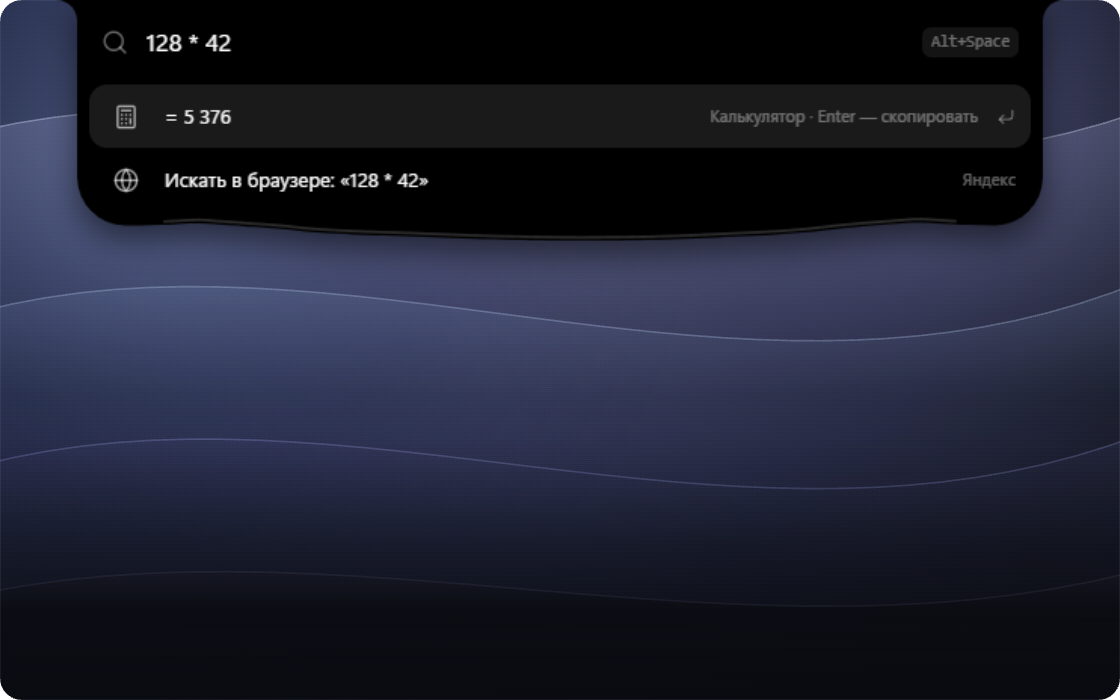 128 * 42 Alt+Space
= 5 376 Калькулятор · Enter — скопировать
Искать в браузере: «128 * 42» Яндекс